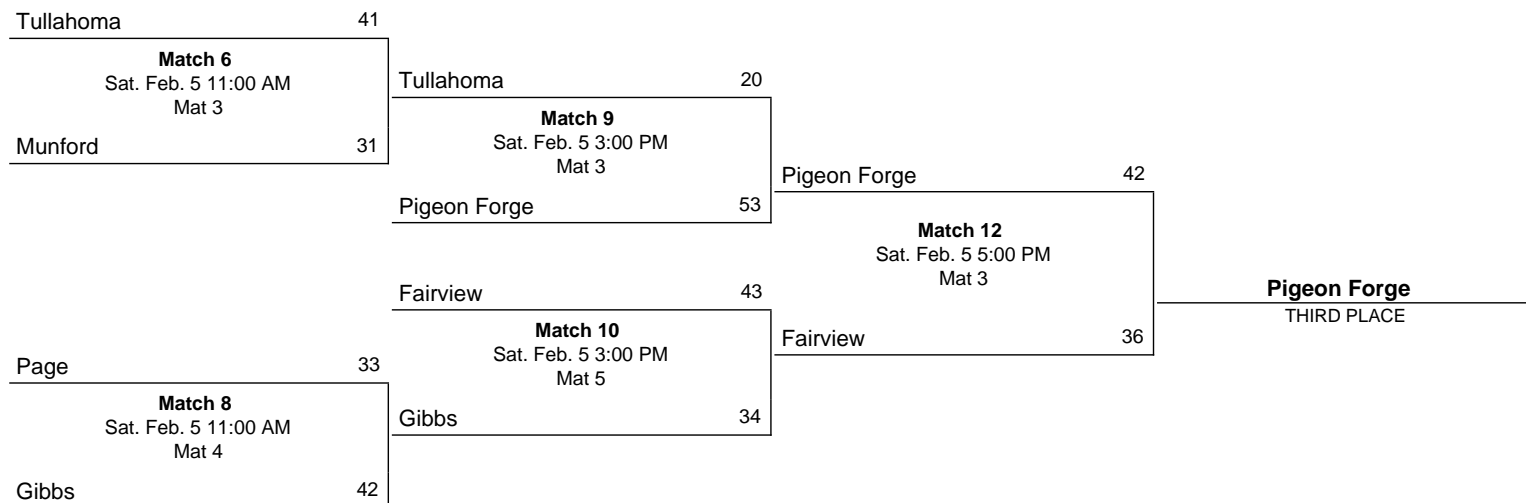 Tullahoma 41
Match 6
Sat. Feb. 5 11:00 AM
Mat 3
Munford 31
Tullahoma 20
Match 9
Sat. Feb. 5 3:00 PM
Mat 3
Pigeon Forge 53
Pigeon Forge 42
Match 12
Sat. Feb. 5 5:00 PM
Mat 3
Fairview 36
Fairview 43
Match 10
Sat. Feb. 5 3:00 PM
Mat 5
Gibbs 34
Page 33
Match 8
Sat. Feb. 5 11:00 AM
Mat 4
Gibbs 42
Pigeon Forge
THIRD PLACE